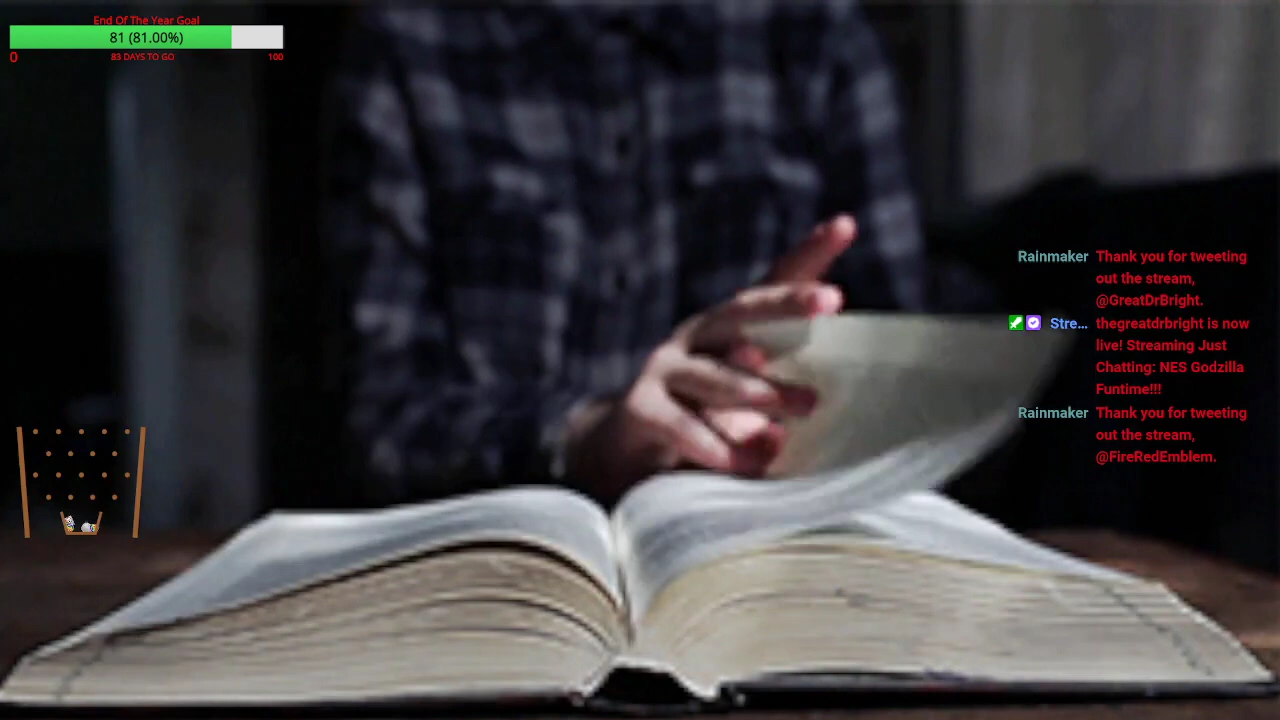 End Of The Year Goal
81 (81.00%)
0 83 DAYS TO GO 100
Rainmaker Thank you for tweeting
out the stream,
@GreatDrBright.
Stre... thegreatdrbright is now
live! Streaming Just
Chatting: NES Godzilla
Funtime!!!
Rainmaker Thank you for tweeting
out the stream,
@FireRedEmblem.